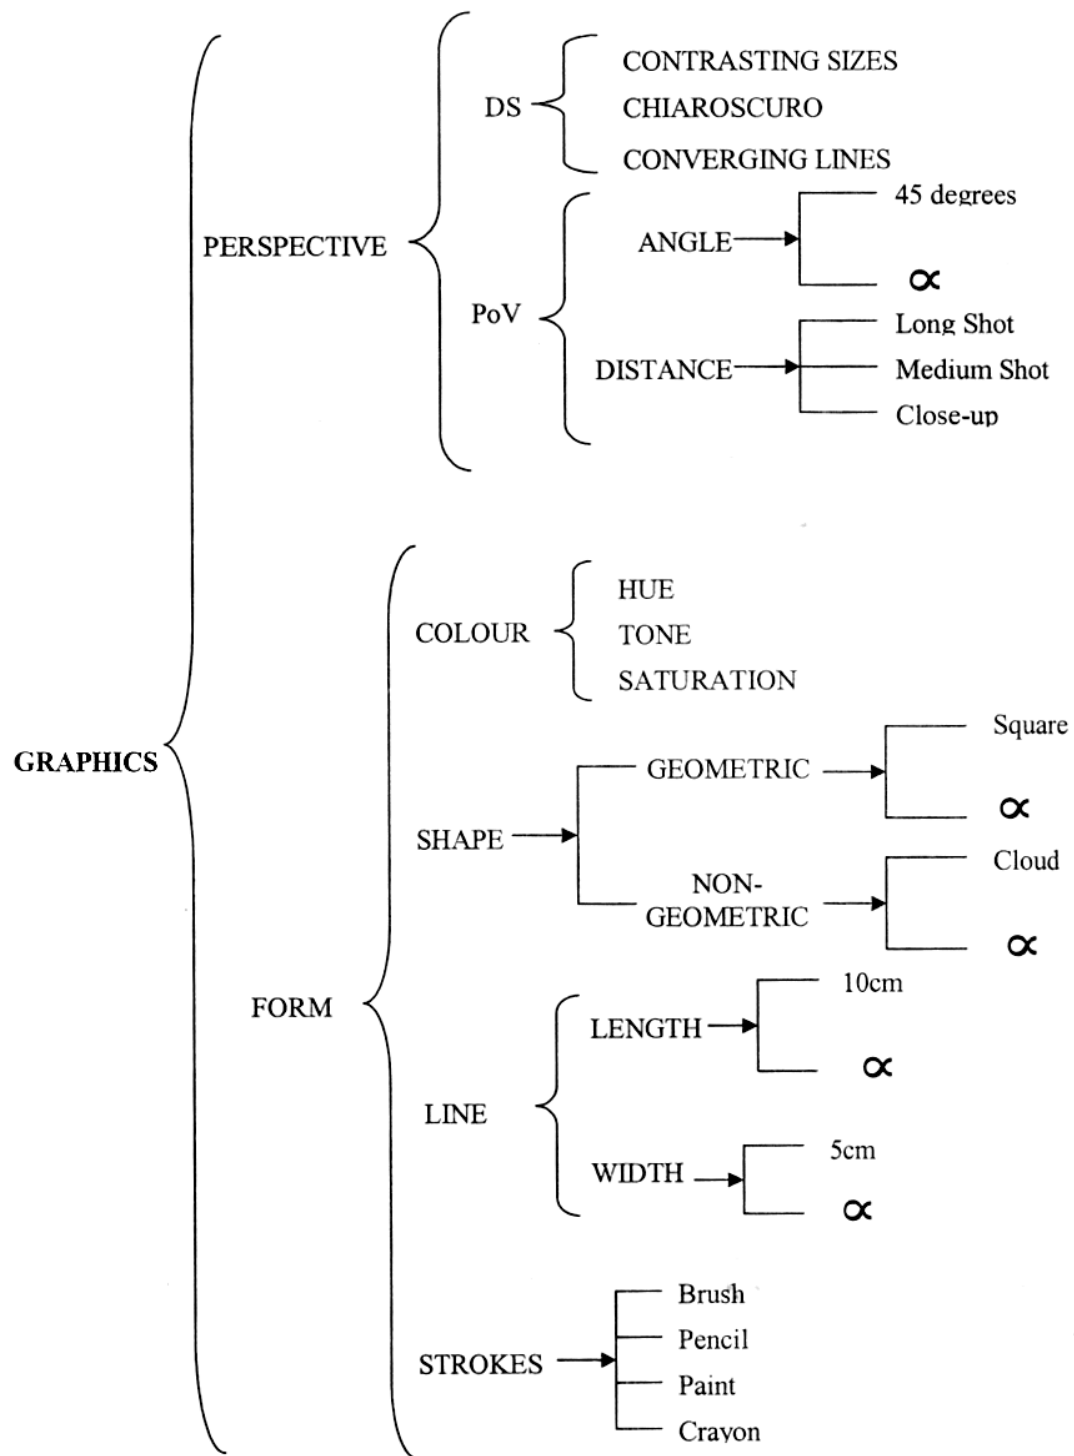 CONTRASTING SIZES
DS
CHIAROSCURO
CONVERGING LINES
45 degrees
PERSPECTIVE
ANGLE
∝
PoV
Long Shot
DISTANCE
Medium Shot
Close-up
HUE
COLOUR
TONE
SATURATION
GRAPHICS
Square
GEOMETRIC
∝
SHAPE
Cloud
NON-
GEOMETRIC
∝
FORM
10cm
LENGTH
∝
LINE
5cm
WIDTH
∝
Brush
Pencil
STROKES
Paint
Crayon